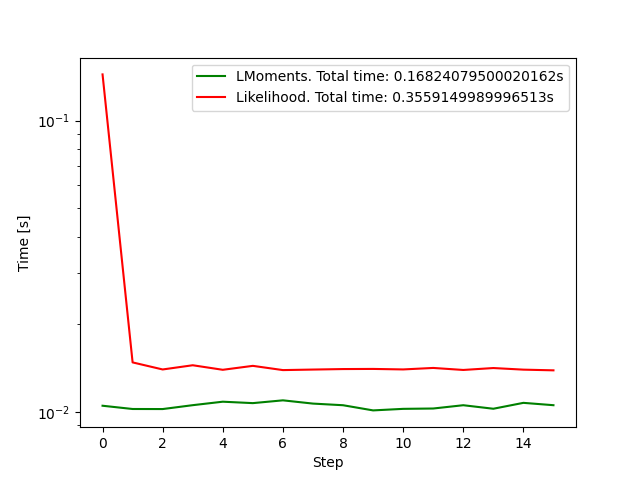 LMoments. Total time: 0.16824079500020162s
Likelihood. Total time: 0.3559149989996513s
10⁻¹
10⁻²
Time [s]
0 2 4 6 8 10 12 14
Step